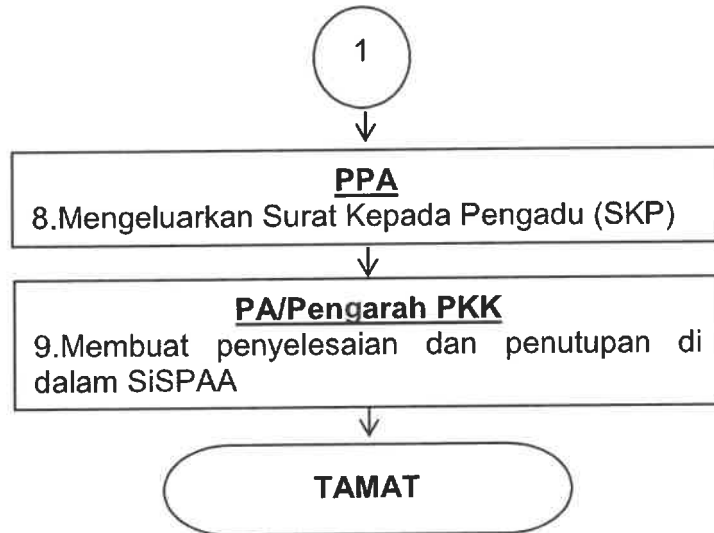 1
PPA
8.Mengeluarkan Surat Kepada Pengadu (SKP)
PA/Pengarah PKK
9.Membuat penyelesaian dan penutupan di
dalam SiSPAA
TAMAT